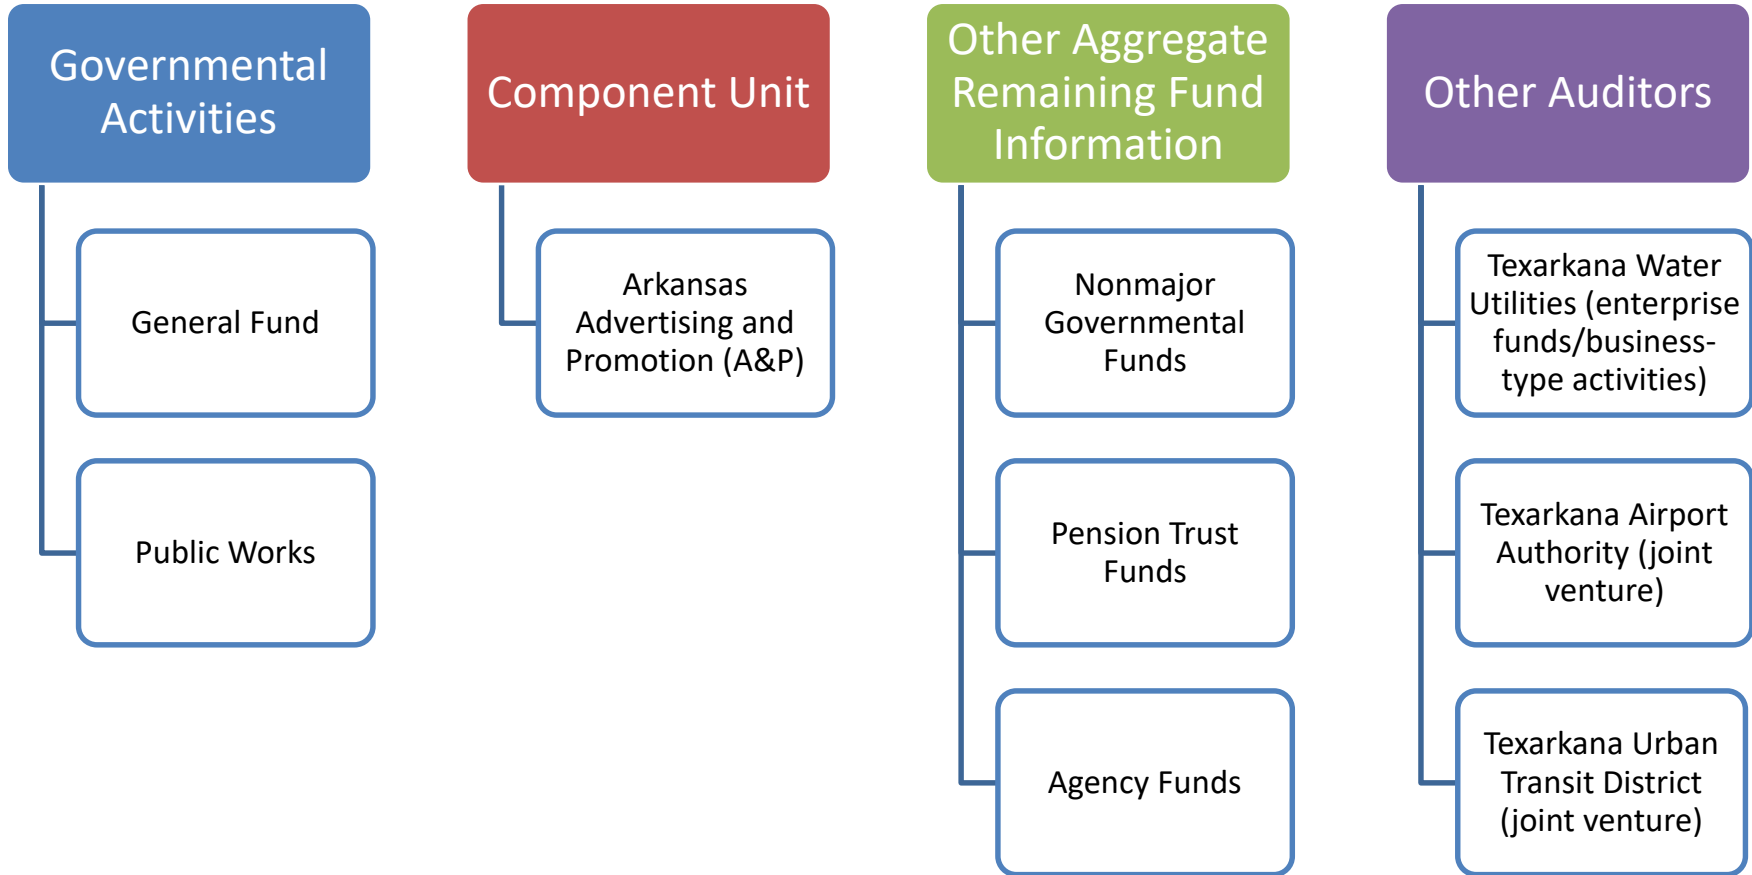 Governmental
Activities
General Fund
Public Works
Component Unit
Arkansas
Advertising and
Promotion (A&P)
Other Aggregate
Remaining Fund
Information
Nonmajor
Governmental
Funds
Pension Trust
Funds
Agency Funds
Other Auditors
Texarkana Water
Utilities (enterprise
funds/business-
type activities)
Texarkana Airport
Authority (joint
venture)
Texarkana Urban
Transit District
(joint venture)